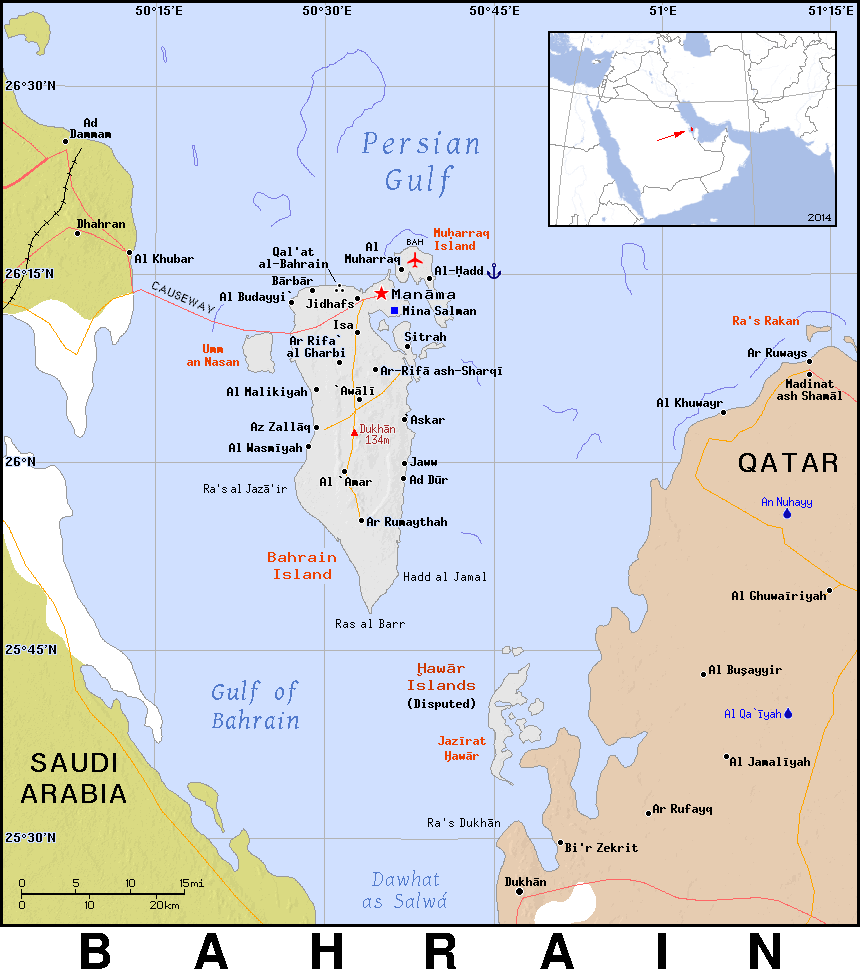 50°15'E
50°30'E
50°45'E
51°E
51°15'E
26°30'N
Ad
Dammam
Persian
Gulf
2014
Dhahran
Al Khubar
Muḥarraq
Island
BAH
Al
Muharraq
Qal'at
al-Bahrain
26°15'N
Al-Ḥadd
Bārbār
CAUSEWAY
Al Budayyi`
Jidhafs
Manāma
Mina Salman
Isa
Ra's Rakan
Sitrah
Ar Rifa`
al Gharbi
Umm
an Nasan
Ar Ruways
Ar-Rifā ash-Sharqī
Madinat
ash Shamāl
Al Malikiyah
`Awālī
Al Khuwayr
Askar
Az Zallāq
Dukhān
134m
Al Wasmīyah
26°N
Jaww
QATAR
Al `Amar
Ad Dūr
Ra's al Jazā'ir
An Nuhayy
Ar Rumaythah
Bahrain
Island
Hadd al Jamal
Al Ghuwaīriyah
Ras al Barr
25°45'N
Ḩawār
Islands
(Disputed)
Al Buşayyir
Gulf of
Bahrain
Al Qa`īyah
Jazīrat
Ḩawār
SAUDI
ARABIA
Al Jamalīyah
Ar Rufayq
Ra's Dukhān
25°30'N
Bi'r Zekrit
Dawhat
as Salwá
Dukhān
0 5 10 15mi
0 10 20km
BAHRAIN